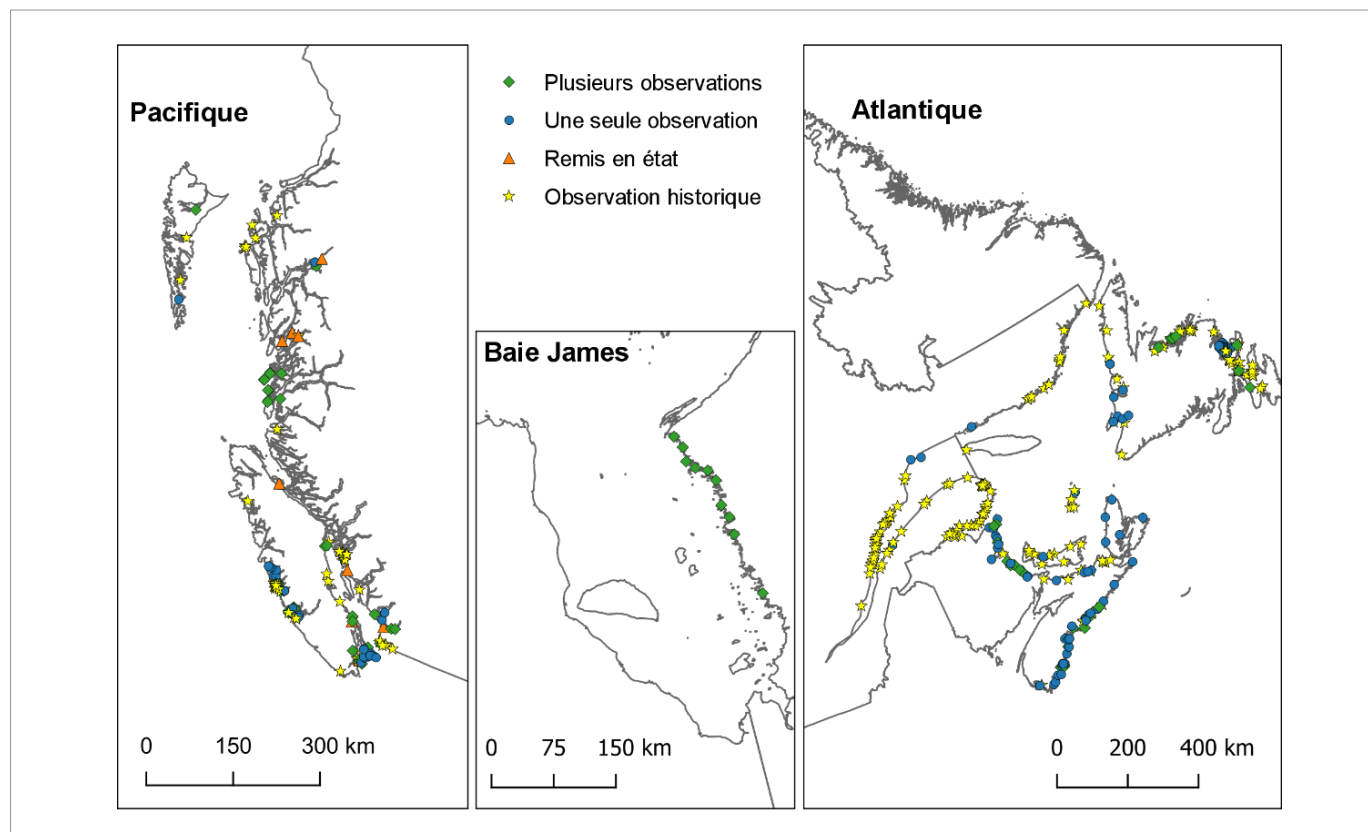 Pacifique
Plusieurs observations
Une seule observation
Remis en état
Observation historique
Atlantique
Baie James
0 150 300 km
0 75 150 km
0 200 400 km